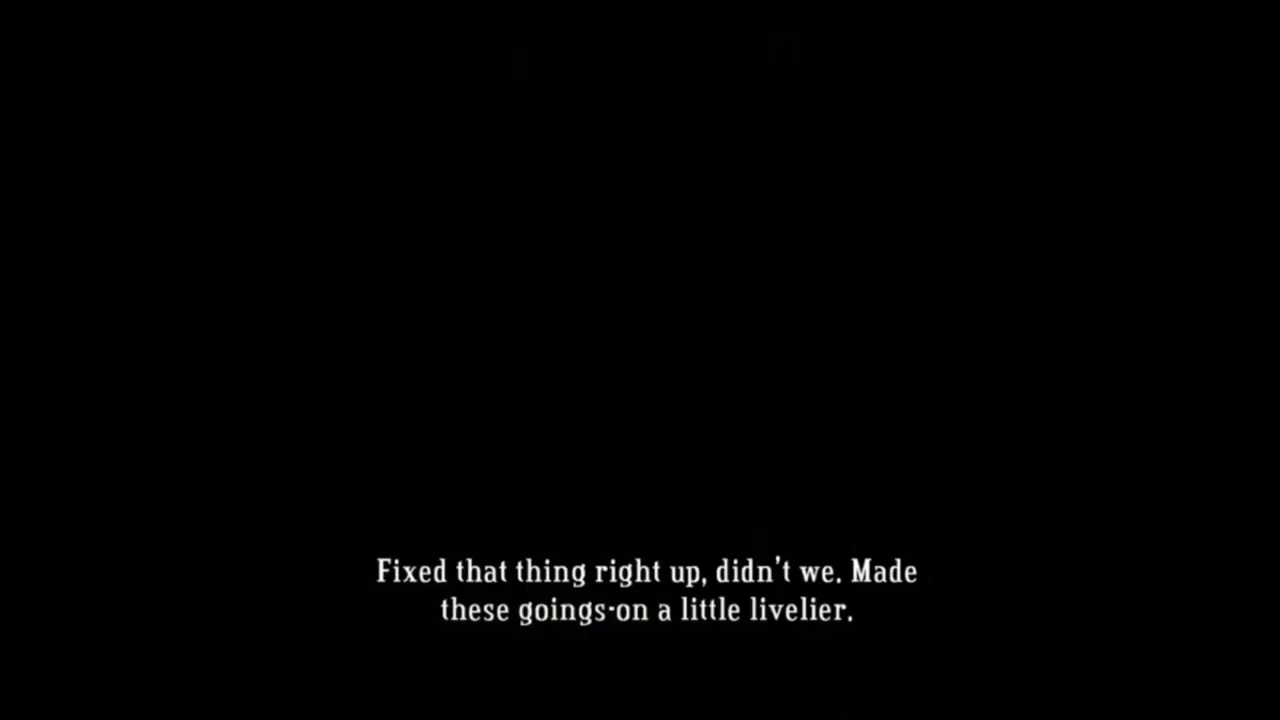 Fixed that thing right up, didn't we. Made
these goings-on a little livelier.